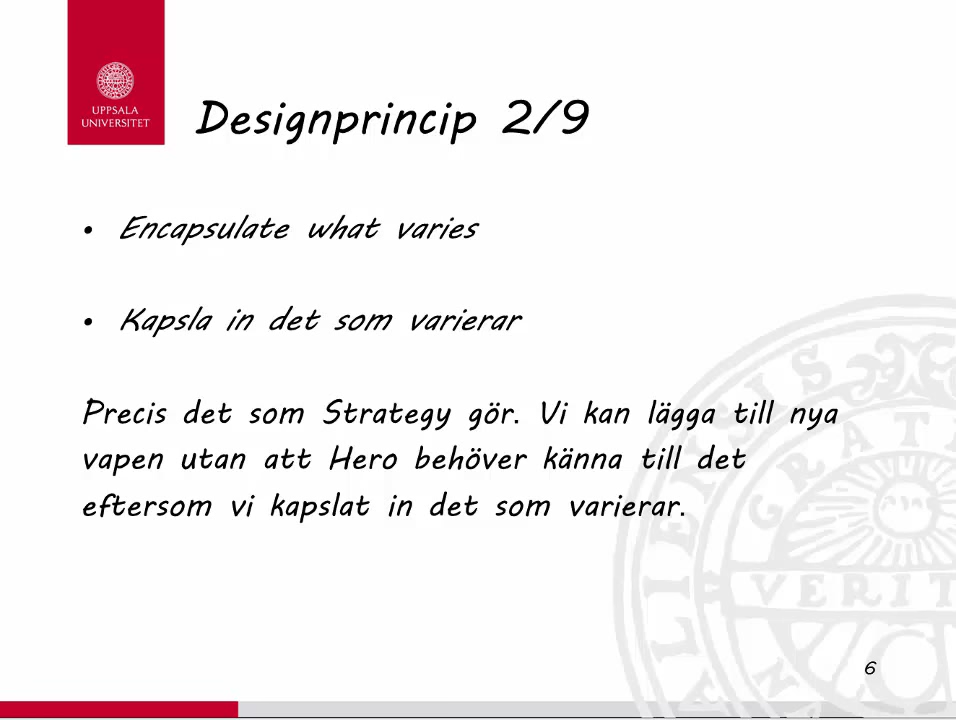 UPPSALA
UNIVERSITET
Designprincip 2/9
• Encapsulate what varies
• Kapsla in det som varierar
Precis det som Strategy gör. Vi kan lägga till nya
vapen utan att Hero behöver känna till det
eftersom vi kapslat in det som varierar.
GRAT
VERIT
6